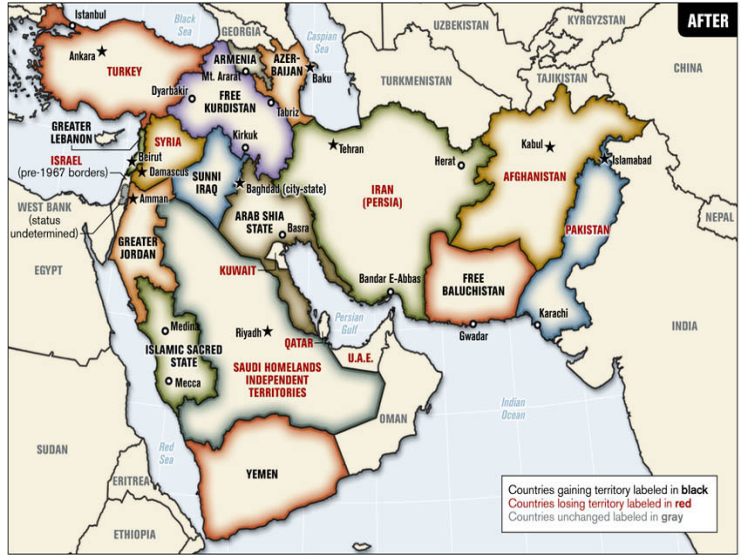 AFTER
Istanbul
Black
Sea
GEORGIA
Caspian
Sea
UZBEKISTAN
KYRGYZSTAN
Ankara
TURKEY
ARMENIA
Mt. Ararat
AZER-
BAIJAN
Baku
TURKMENISTAN
TAJIKISTAN
CHINA
Dyarbakir
FREE
KURDISTAN
Tabriz
GREATER
LEBANON
SYRIA
Kirkuk
Tehran
Herat
Kabul
Islamabad
ISRAEL
(pre-1967 borders)
Beirut
Damascus
SUNNI
IRAQ
Baghdad (city-state)
IRAN
(PERSIA)
AFGHANISTAN
WEST BANK
(status
undetermined)
Amman
ARAB SHIA
STATE
Basra
PAKISTAN
NEPAL
GREATER
JORDAN
EGYPT
KUWAIT
Bandar E-Abbas
FREE
BALUCHISTAN
Karachi
Gwadar
INDIA
Medina
ISLAMIC SACRED
STATE
Mecca
Riyadh
Persian
Gulf
QATAR
U.A.E.
SAUDI HOMELANDS
INDEPENDENT
TERRITORIES
OMAN
Indian
Ocean
SUDAN
Red
Sea
YEMEN
ERITREA
ETHIOPIA
Countries gaining territory labeled in black
Countries losing territory labeled in red
Countries unchanged labeled in gray